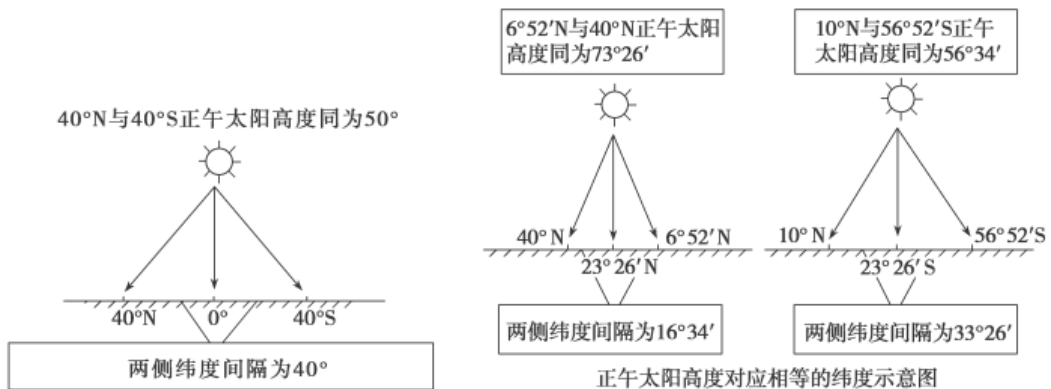 40°N与40°S正午太阳高度同为50°
40°N
0°
40°S
两侧纬度间隔为40°
6°52′N与40°N正午太阳
高度同为73°26′
40°N
6°52′N
23°26′N
两侧纬度间隔为16°34′
10°N与56°52′S正午
太阳高度同为56°34′
10°N
56°52′S
23°26′S
两侧纬度间隔为33°26′
正午太阳高度对应相等的纬度示意图